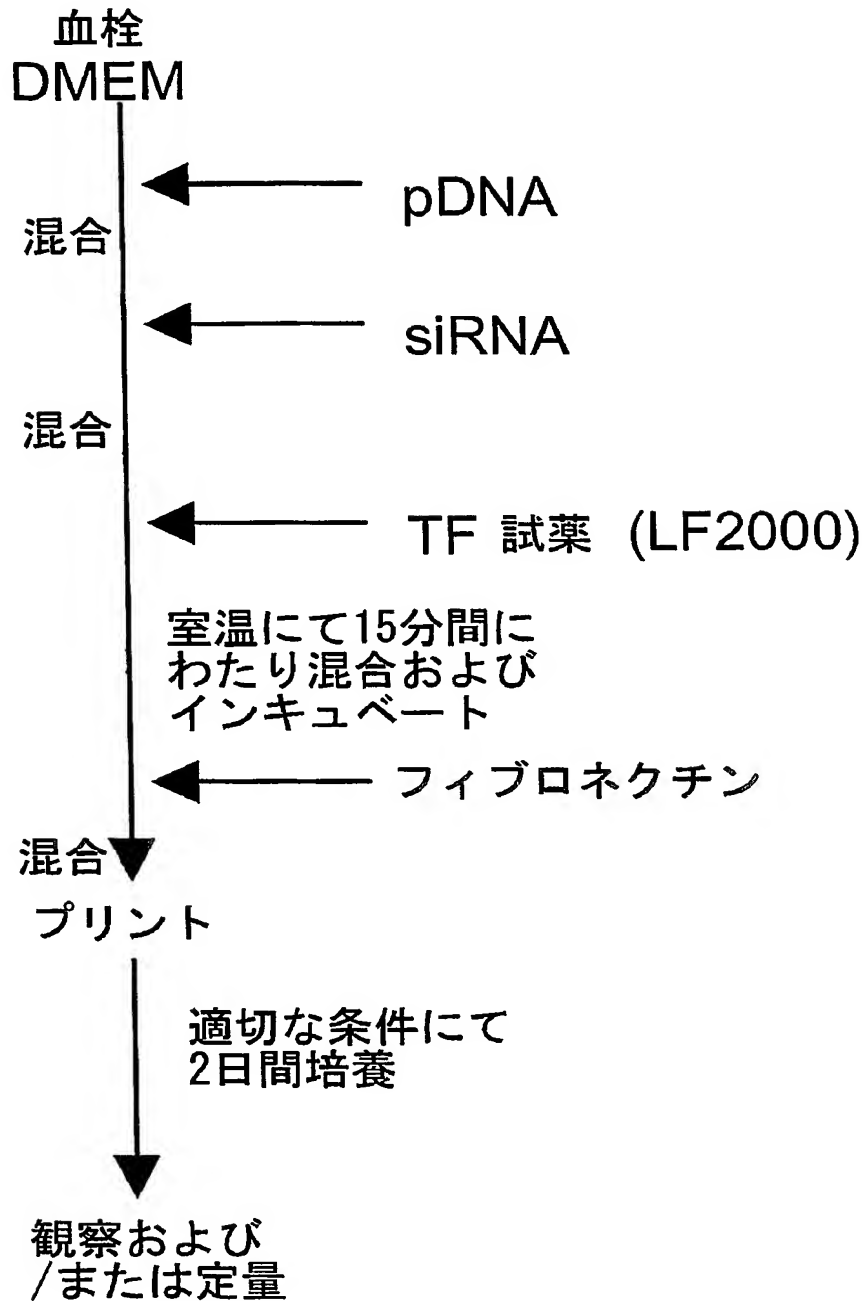 血栓
DMEM
pDNA
混合
siRNA
混合
TF 試薬 (LF2000)
室温にて15分間に
わたり混合および
インキュベート
フィブロネクチン
混合
プリント
適切な条件にて
2日間培養
観察および
/または定量